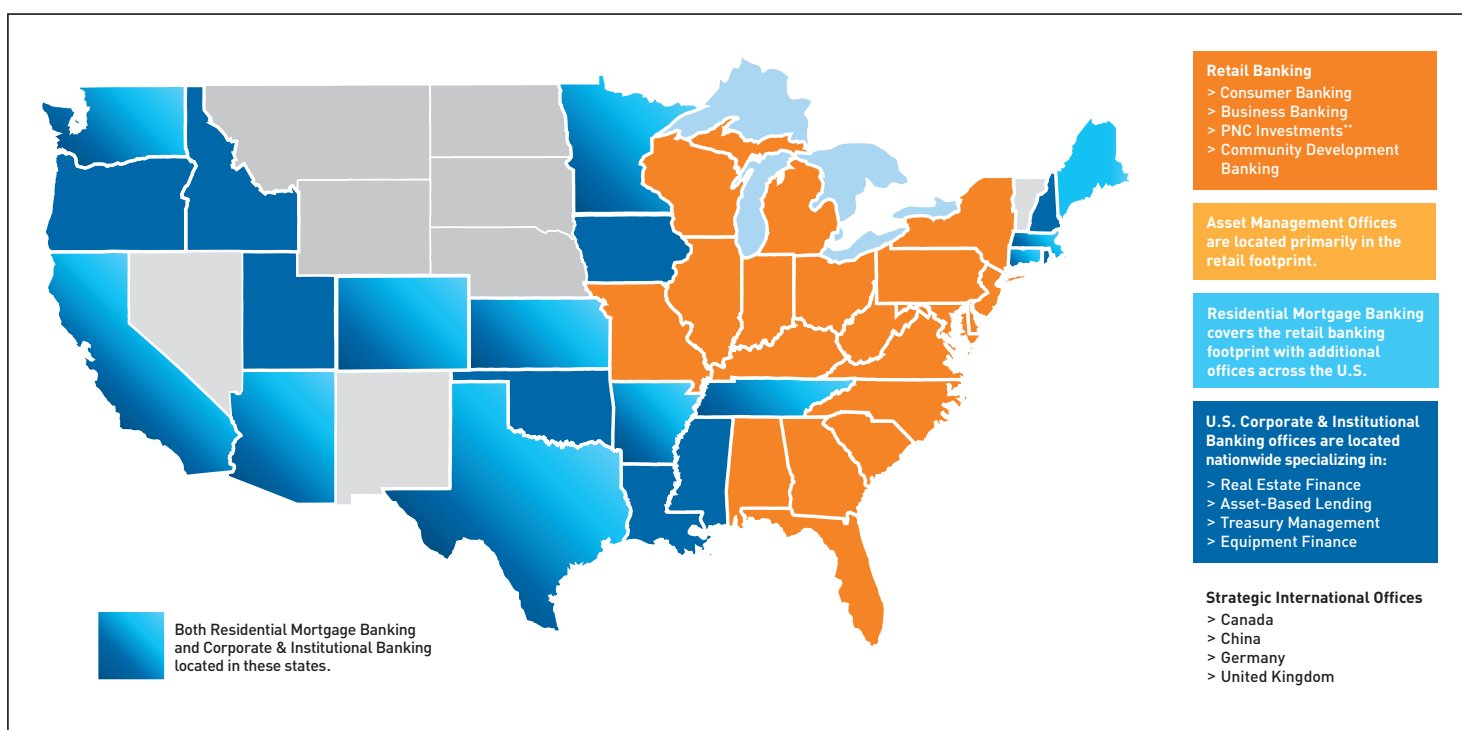 Retail Banking
> Consumer Banking
> Business Banking
> PNC Investments**
> Community Development
Banking
Asset Management Offices
are located primarily in the
retail footprint.
Residential Mortgage Banking
covers the retail banking
footprint with additional
offices across the U.S.
U.S. Corporate & Institutional
Banking offices are located
nationwide specializing in:
> Real Estate Finance
> Asset-Based Lending
> Treasury Management
> Equipment Finance
Strategic International Offices
> Canada
> China
> Germany
> United Kingdom
Both Residential Mortgage Banking
and Corporate & Institutional Banking
located in these states.